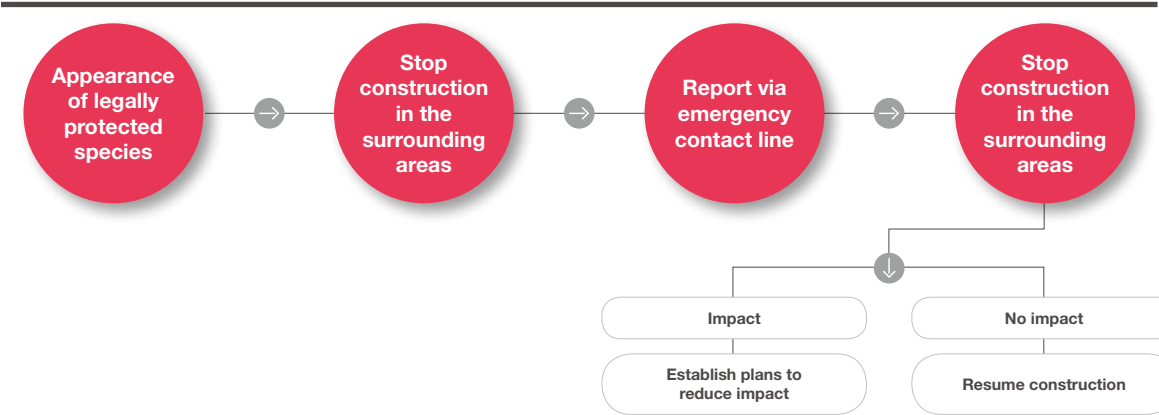 Appearance
of legally
protected
species
Stop
construction
in the
surrounding
areas
Report via
emergency
contact line
Stop
construction
in the
surrounding
areas
Impact
No impact
Establish plans to
reduce impact
Resume construction